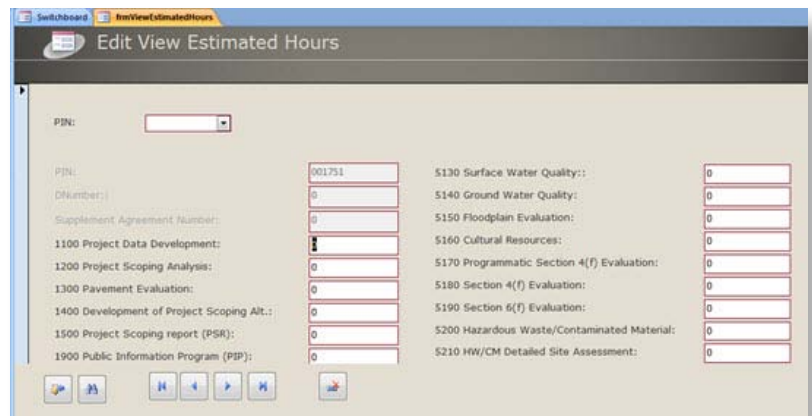 Switchboard frmViewEstimatedHours
Edit View Estimated Hours
PIN:
PIN: 001751
DNumber:: 0
Supplement Agreement Number: 0
1100 Project Data Development: 0
1200 Project Scoping Analysis: 0
1300 Pavement Evaluation: 0
1400 Development of Project Scoping Alt.: 0
1500 Project Scoping report (PSR): 0
1900 Public Information Program (PIP): 0
5130 Surface Water Quality:: 0
5140 Ground Water Quality: 0
5150 Floodplain Evaluation: 0
5160 Cultural Resources: 0
5170 Programmatic Section 4(f) Evaluation: 0
5180 Section 4(f) Evaluation: 0
5190 Section 6(f) Evaluation: 0
5200 Hazardous Waste/Contaminated Material: 0
5210 HW/CM Detailed Site Assessment: 0